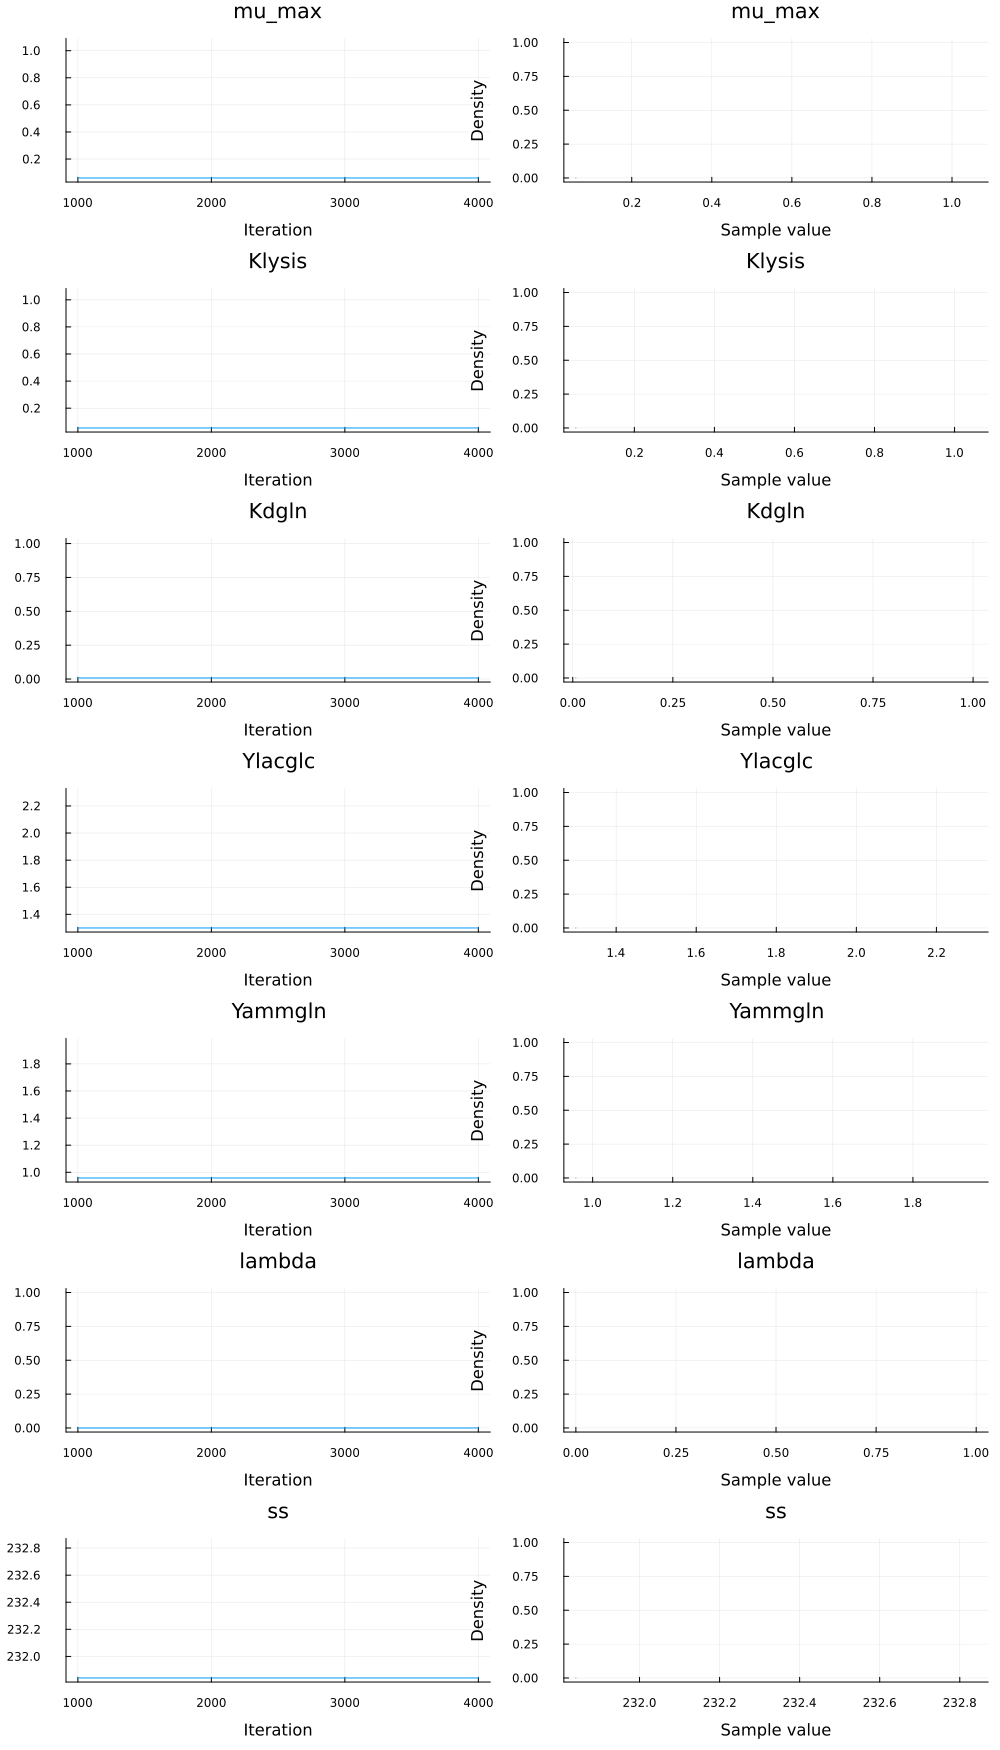 mu_max mu_max
1.0
0.8
0.6
0.4
0.2
1000 2000 3000 4000
Iteration
Density
1.00
0.75
0.50
0.25
0.00
0.2 0.4 0.6 0.8 1.0
Sample value
Klysis Klysis
1.0
0.8
0.6
0.4
0.2
1000 2000 3000 4000
Iteration
Density
1.00
0.75
0.50
0.25
0.00
0.2 0.4 0.6 0.8 1.0
Sample value
Kdgln Kdgln
1.00
0.75
0.50
0.25
0.00
1000 2000 3000 4000
Iteration
Density
1.00
0.75
0.50
0.25
0.00
0.00 0.25 0.50 0.75 1.00
Sample value
Ylacglc Ylacglc
2.2
2.0
1.8
1.6
1.4
1000 2000 3000 4000
Iteration
Density
1.00
0.75
0.50
0.25
0.00
1.4 1.6 1.8 2.0 2.2
Sample value
Yammgln Yammgln
1.8
1.6
1.4
1.2
1.0
1000 2000 3000 4000
Iteration
Density
1.00
0.75
0.50
0.25
0.00
1.0 1.2 1.4 1.6 1.8
Sample value
lambda lambda
1.00
0.75
0.50
0.25
0.00
1000 2000 3000 4000
Iteration
Density
1.00
0.75
0.50
0.25
0.00
0.00 0.25 0.50 0.75 1.00
Sample value
ss ss
232.8
232.6
232.4
232.2
232.0
1000 2000 3000 4000
Iteration
Density
1.00
0.75
0.50
0.25
0.00
232.0 232.2 232.4 232.6 232.8
Sample value